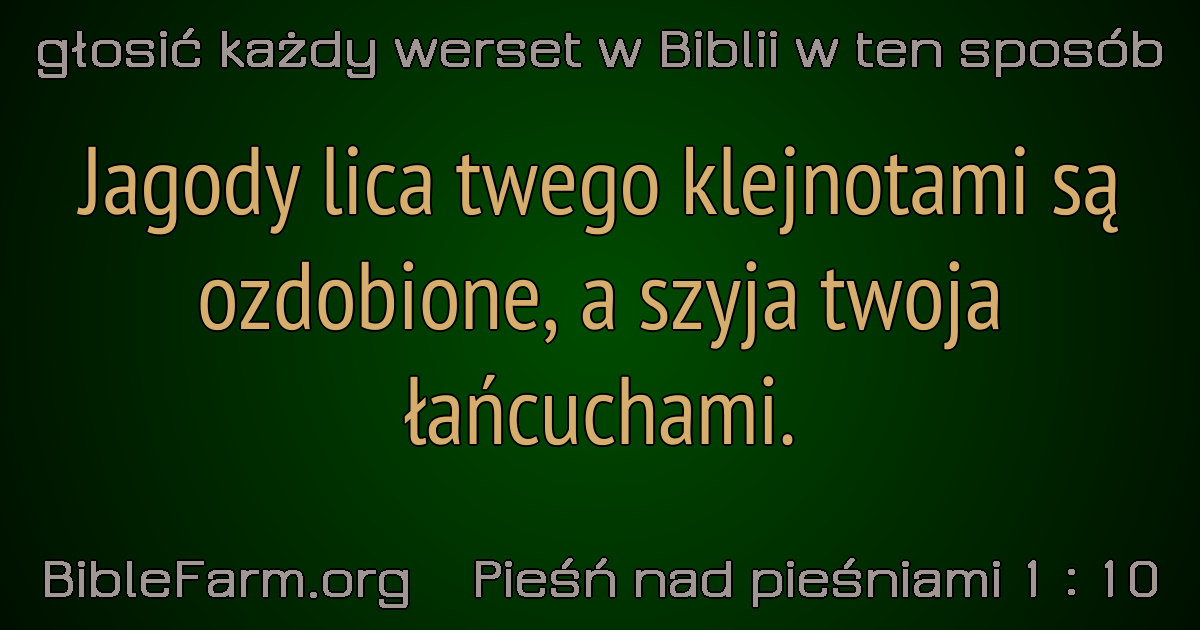 głosić każdy werset w Biblii w ten sposób
Jagody lica twego klejnotami są
ozdobione, a szyja twoja
łańcuchami.
BibleFarm.org Pieśń nad pieśniami 1 : 10